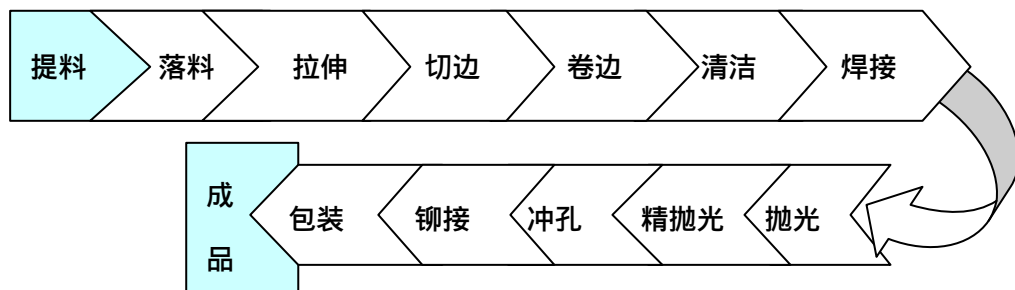 提料 落料 拉伸 切边 卷边 清洁 焊接
成品 包装 铆接 冲孔 精抛光 抛光